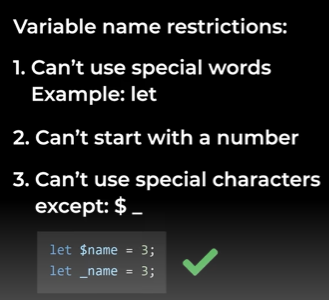 Variable name restrictions:
1. Can't use special words
Example: let
2. Can't start with a number
3. Can't use special characters
except: $ _
let $name = 3;
let _name = 3;